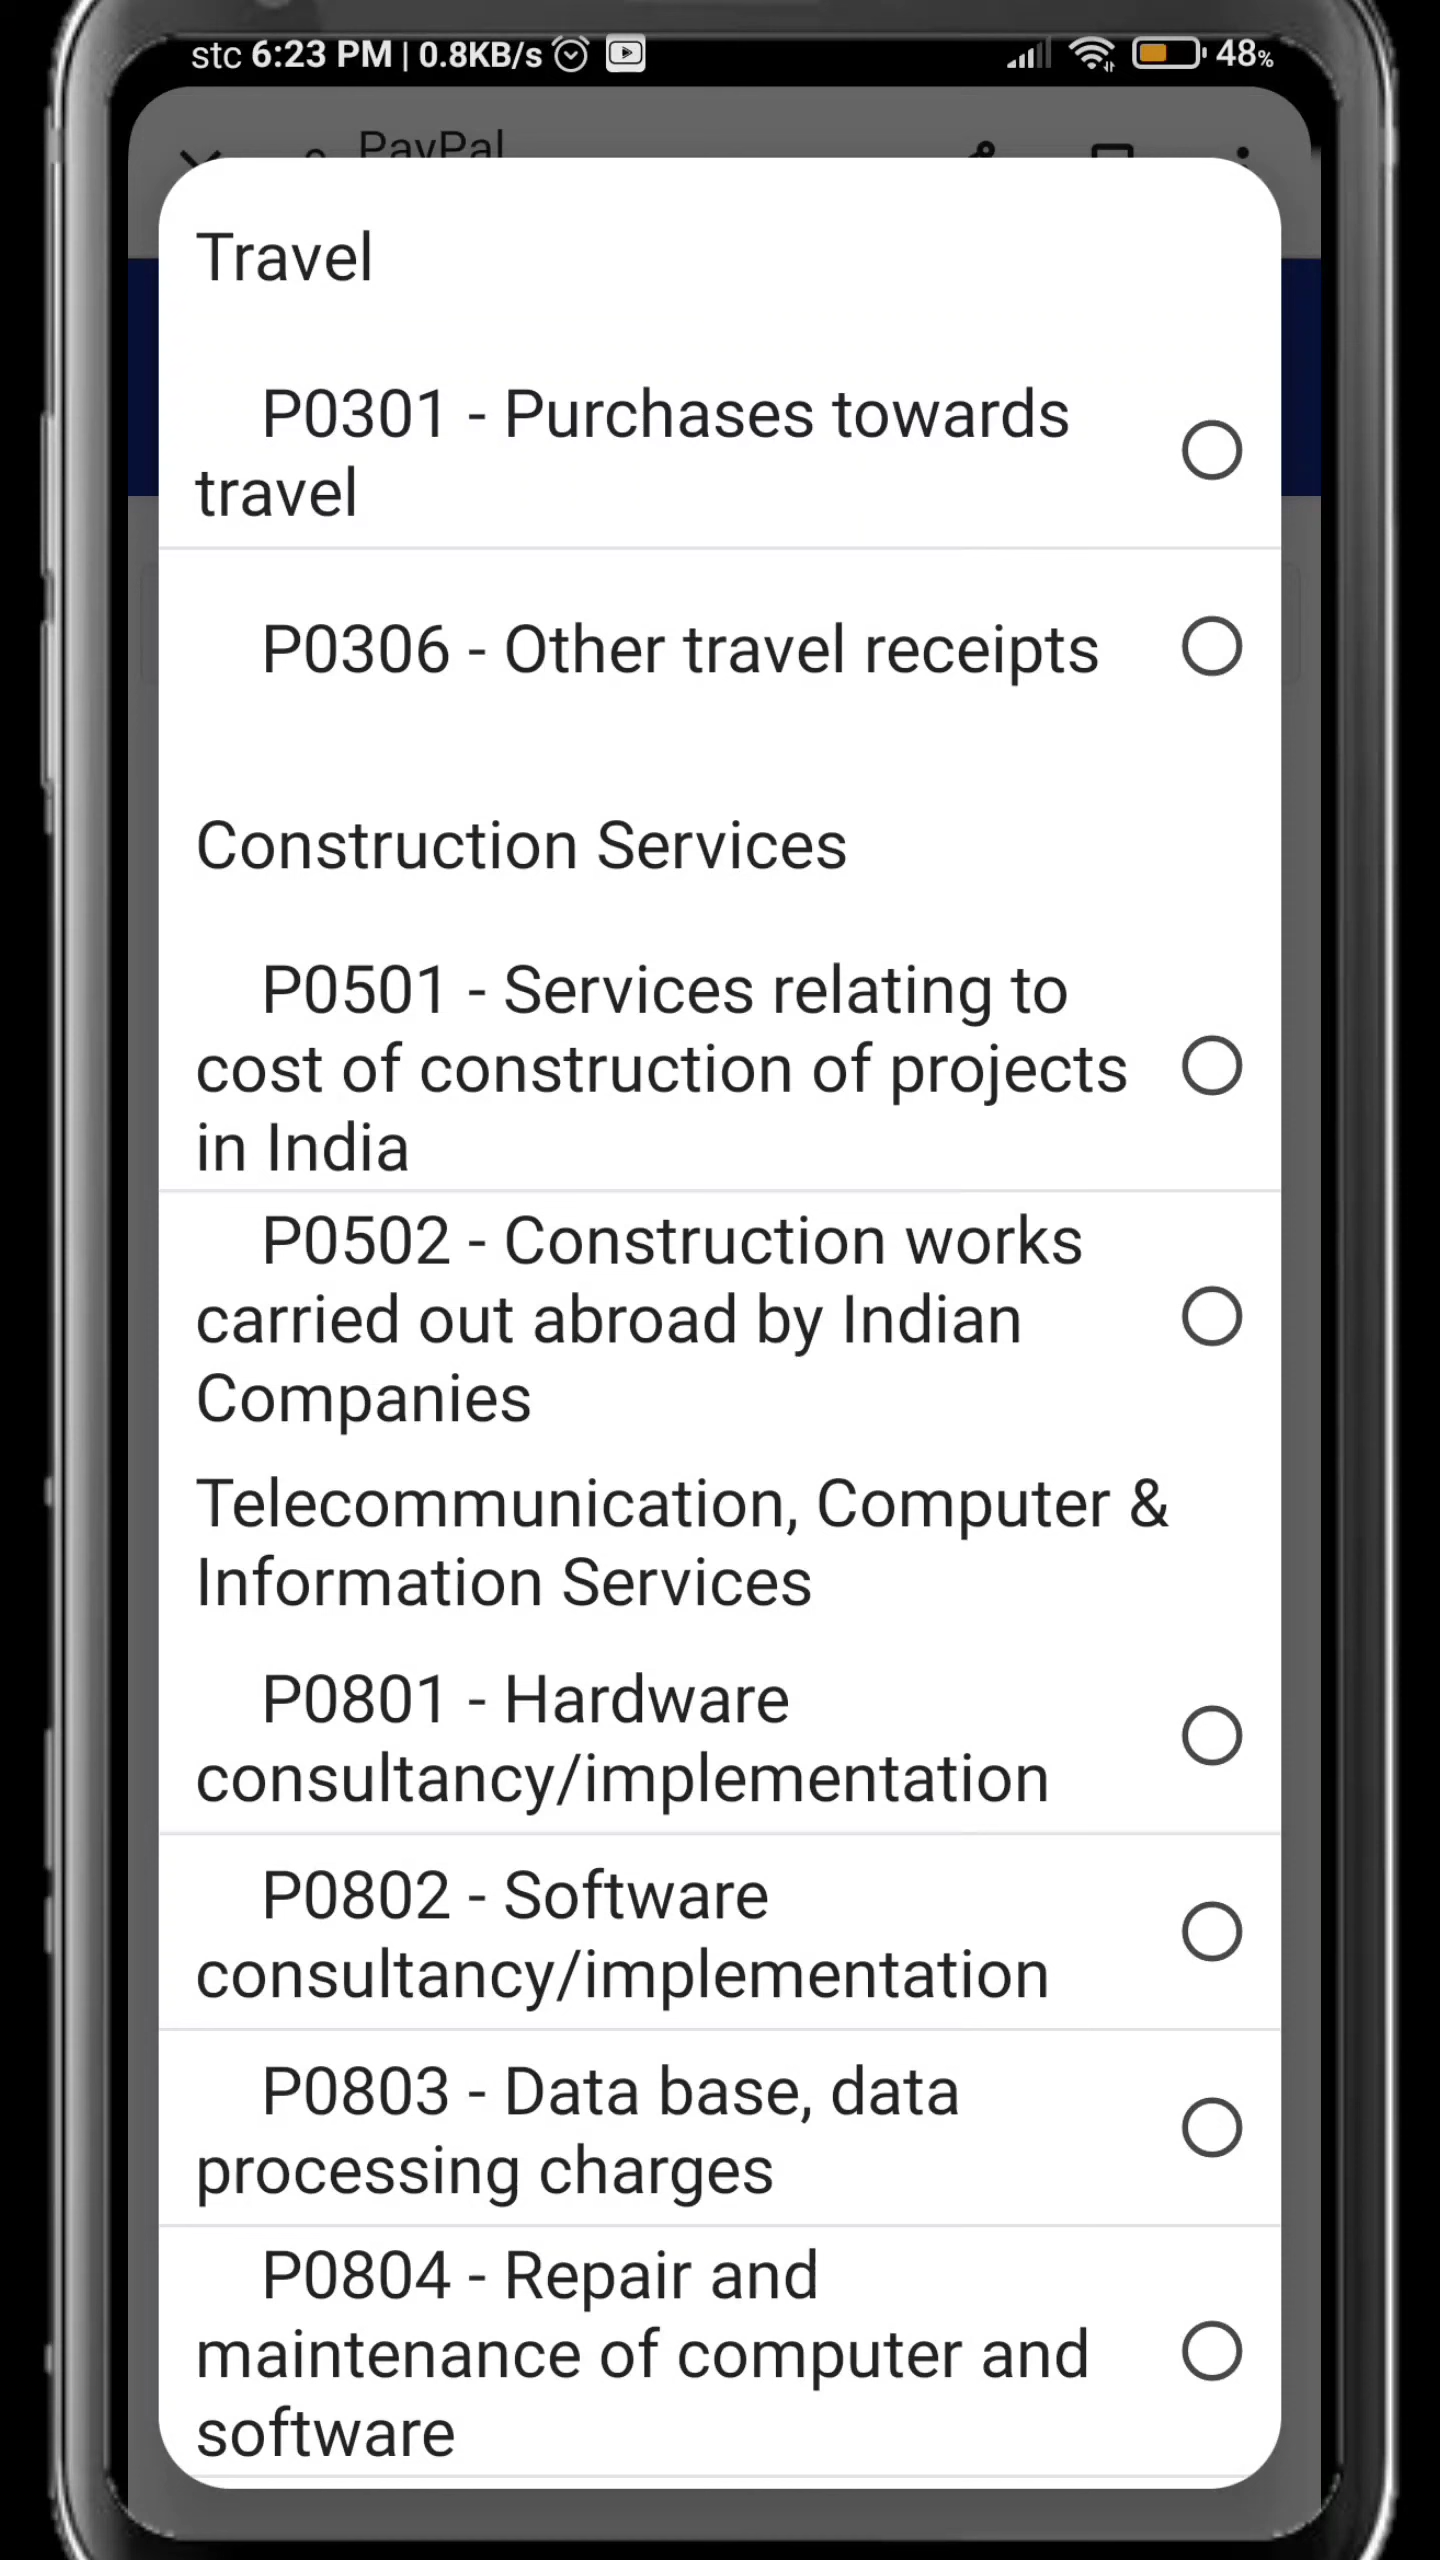 stc 6:23 PM | 0.8KB/s 48%
PayPal
Travel
P0301 - Purchases towards
travel
P0306 - Other travel receipts
Construction Services
P0501 - Services relating to
cost of construction of projects
in India
P0502 - Construction works
carried out abroad by Indian
Companies
Telecommunication, Computer &
Information Services
P0801 - Hardware
consultancy/implementation
P0802 - Software
consultancy/implementation
P0803 - Data base, data
processing charges
P0804 - Repair and
maintenance of computer and
software